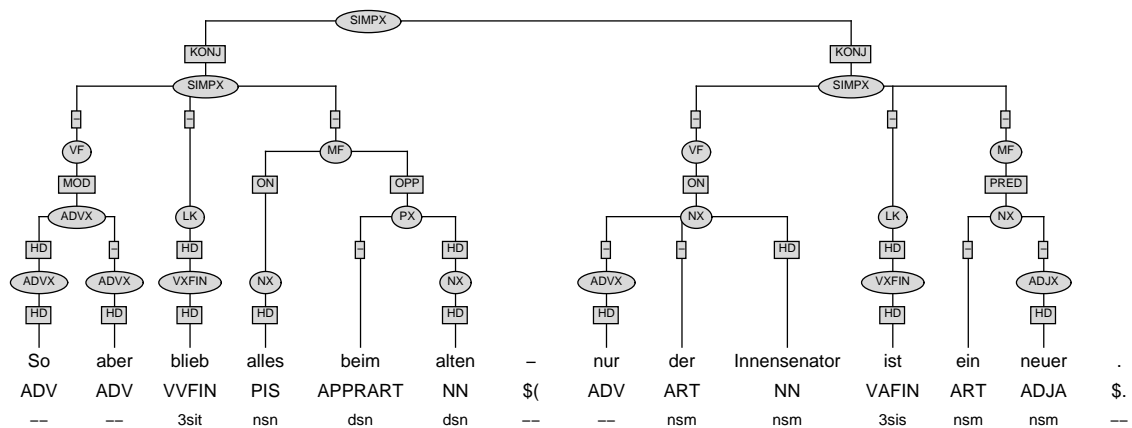 SIMPX
KONJ KONJ
SIMPX SIMPX
– – – – – –
VF MF VF MF
MOD ON OPP ON PRED
ADVX LK PX NX LK NX
HD – HD – HD – – HD HD – –
ADVX ADVX VXFIN NX NX ADVX VXFIN ADJX
HD HD HD HD HD HD HD HD
So aber blieb alles beim alten – nur der Innensenator ist ein neuer .
ADV ADV VVFIN PIS APPRART NN $( ADV ART NN VAFIN ART ADJA $.
–– –– 3sit nsn dsn dsn –– –– nsm nsm 3sis nsm nsm ––